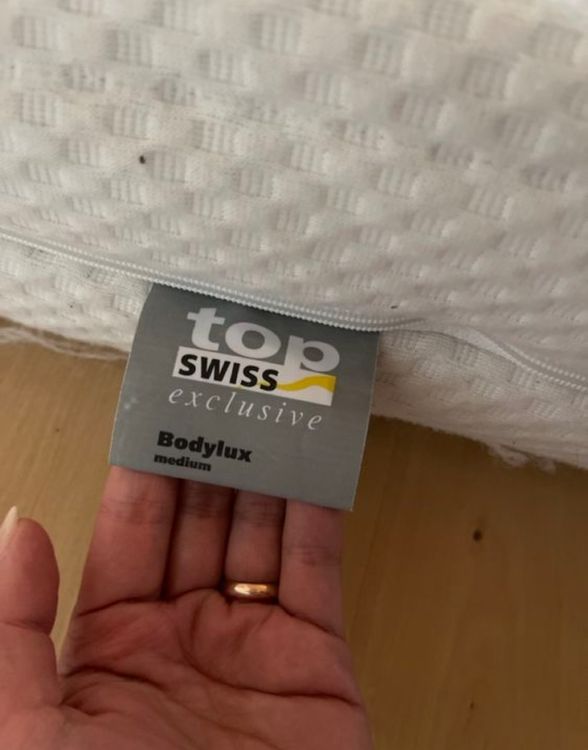 top
SWISS
exclusive
Bodylux
medium